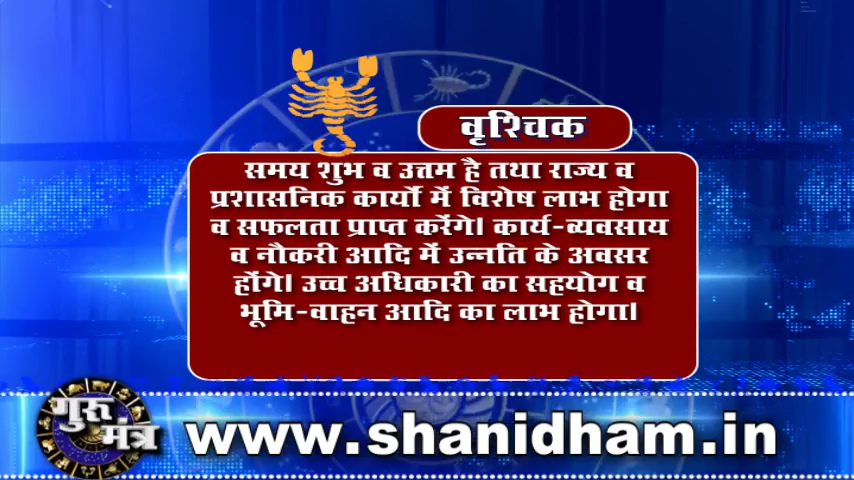 वृश्चिक
समय शुभ व उत्तम है तथा राज्य व
प्रशासनिक कार्यों में विशेष लाभ होगा
व सफलता प्राप्त करेंगे। कार्य-व्यवसाय
व नौकरी आदि में उन्नति के अवसर
होंगे। उच्च अधिकारी का सहयोग व
भूमि-वाहन आदि का लाभ होगा।
गुरु
मंत्र
www.shanidham.in